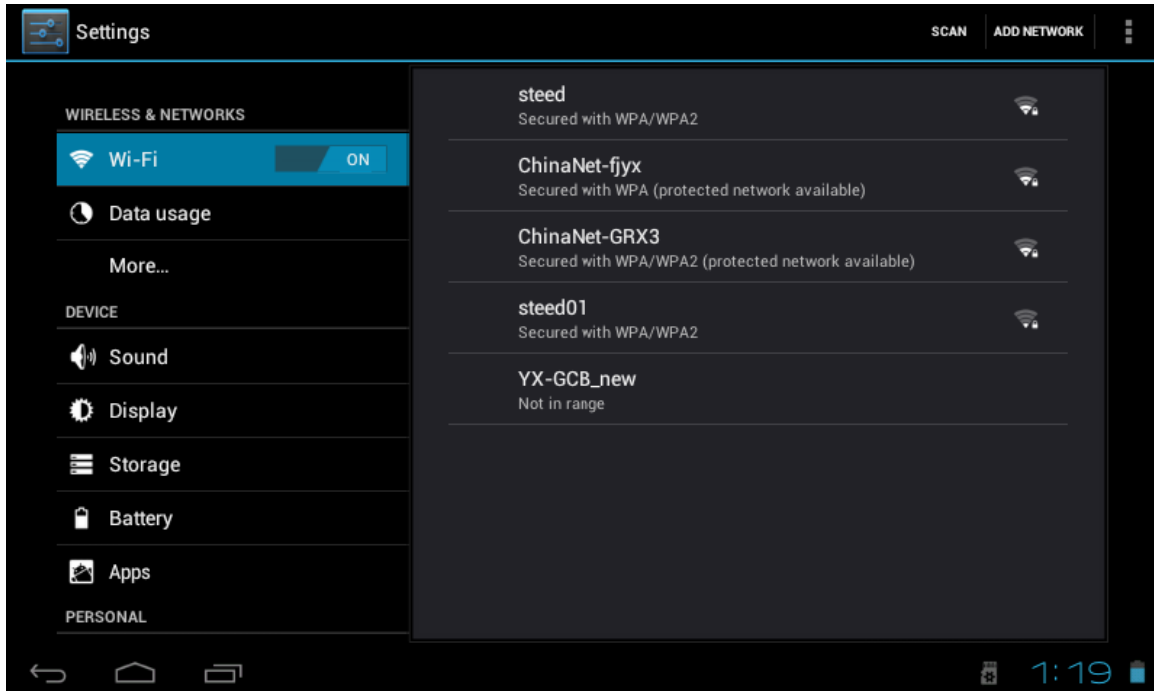 Settings
SCAN
ADD NETWORK
WIRELESS & NETWORKS
Wi-Fi
ON
Data usage
More...
DEVICE
Sound
Display
Storage
Battery
Apps
PERSONAL
steed
Secured with WPA/WPA2
ChinaNet-fjyx
Secured with WPA (protected network available)
ChinaNet-GRX3
Secured with WPA/WPA2 (protected network available)
steed01
Secured with WPA/WPA2
YX-GCB_new
Not in range
1:19